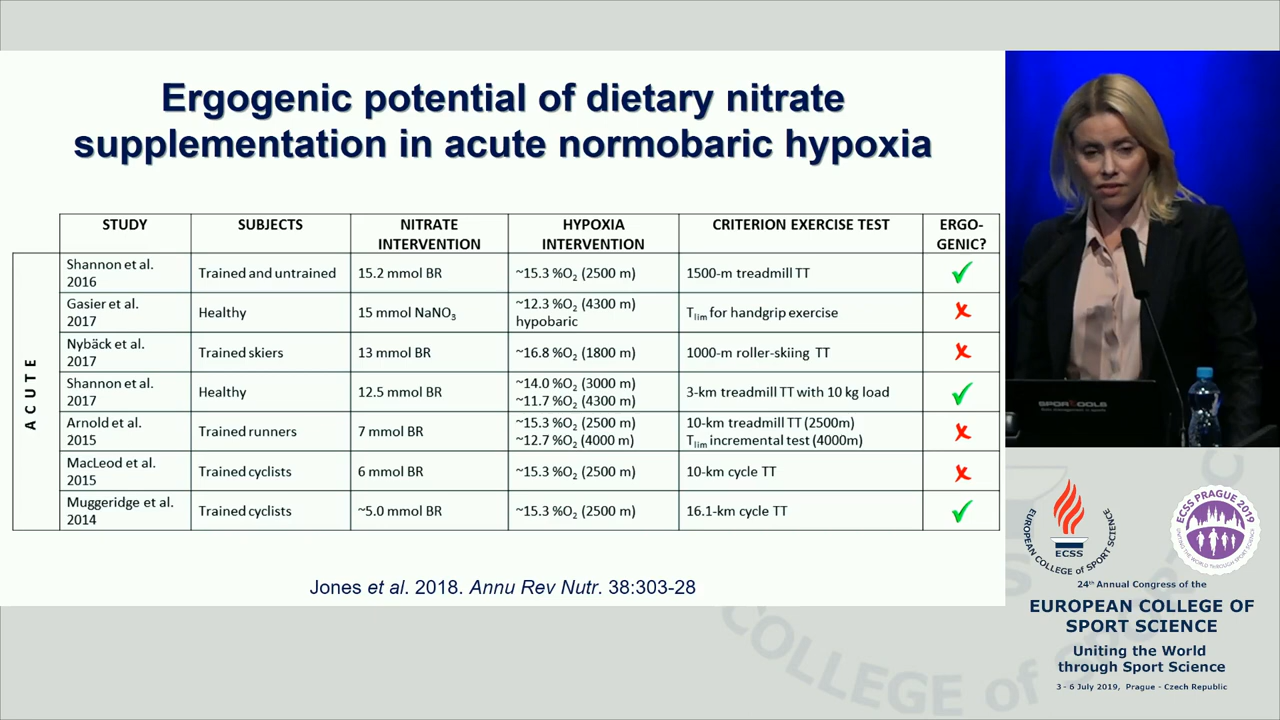 Ergogenic potential of dietary nitrate
supplementation in acute normobaric hypoxia
STUDY SUBJECTS NITRATE INTERVENTION HYPOXIA INTERVENTION CRITERION EXERCISE TEST ERGO-GENIC?
ACUTE
Shannon et al. 2016 Trained and untrained 15.2 mmol BR ~15.3 %O₂ (2500 m) 1500-m treadmill TT ✓
Gasier et al. 2017 Healthy 15 mmol NaNO₃ ~12.3 %O₂ (4300 m) hypobaric Tlim for handgrip exercise ✗
Nybäck et al. 2017 Trained skiers 13 mmol BR ~16.8 %O₂ (1800 m) 1000-m roller-skiing TT ✗
Shannon et al. 2017 Healthy 12.5 mmol BR ~14.0 %O₂ (3000 m) ~11.7 %O₂ (4300 m) 3-km treadmill TT with 10 kg load ✓
Arnold et al. 2015 Trained runners 7 mmol BR ~15.3 %O₂ (2500 m) ~12.7 %O₂ (4000 m) 10-km treadmill TT (2500m) Tlim incremental test (4000m) ✗
MacLeod et al. 2015 Trained cyclists 6 mmol BR ~15.3 %O₂ (2500 m) 10-km cycle TT ✗
Muggeridge et al. 2014 Trained cyclists ~5.0 mmol BR ~15.3 %O₂ (2500 m) 16.1-km cycle TT ✓
Jones et al. 2018. Annu Rev Nutr. 38:303-28
EUROPEAN COLLEGE OF SPORT SCIENCE
ECSS
ECSS PRAGUE 2019
UNITING THE WORLD THROUGH SPORT SCIENCE
24th Annual Congress of the
EUROPEAN COLLEGE OF
SPORT SCIENCE
Uniting the World
through Sport Science
3 - 6 July 2019, Prague - Czech Republic
COLLEGE of SPORT